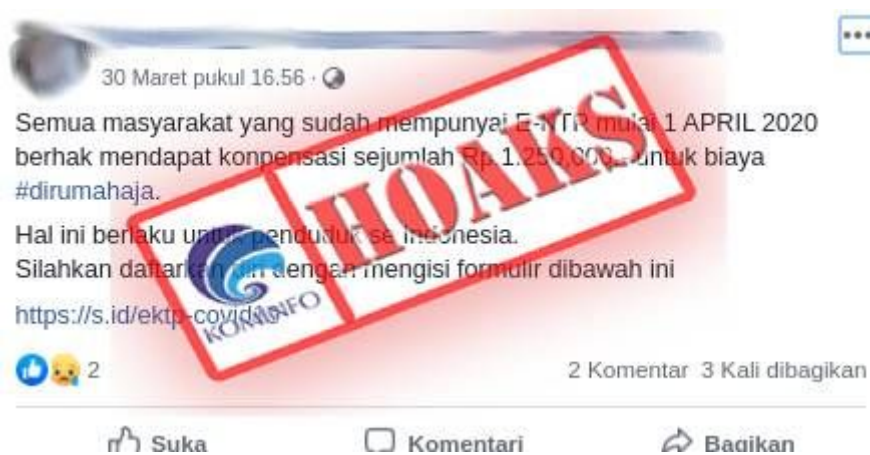 30 Maret pukul 16.56 ·
Semua masyarakat yang sudah mempunyai E-KTP mulai 1 APRIL 2020
berhak mendapat konpensasi sejumlah Rp.1.250.000,- untuk biaya
#dirumahaja.
Hal ini berlaku untuk penduduk se Indonesia.
Silahkan daftarkan diri dengan mengisi formulir dibawah ini
https://s.id/ektp-covid19
KOMINFO
HOAKS
2
2 Komentar 3 Kali dibagikan
Suka Komentari Bagikan